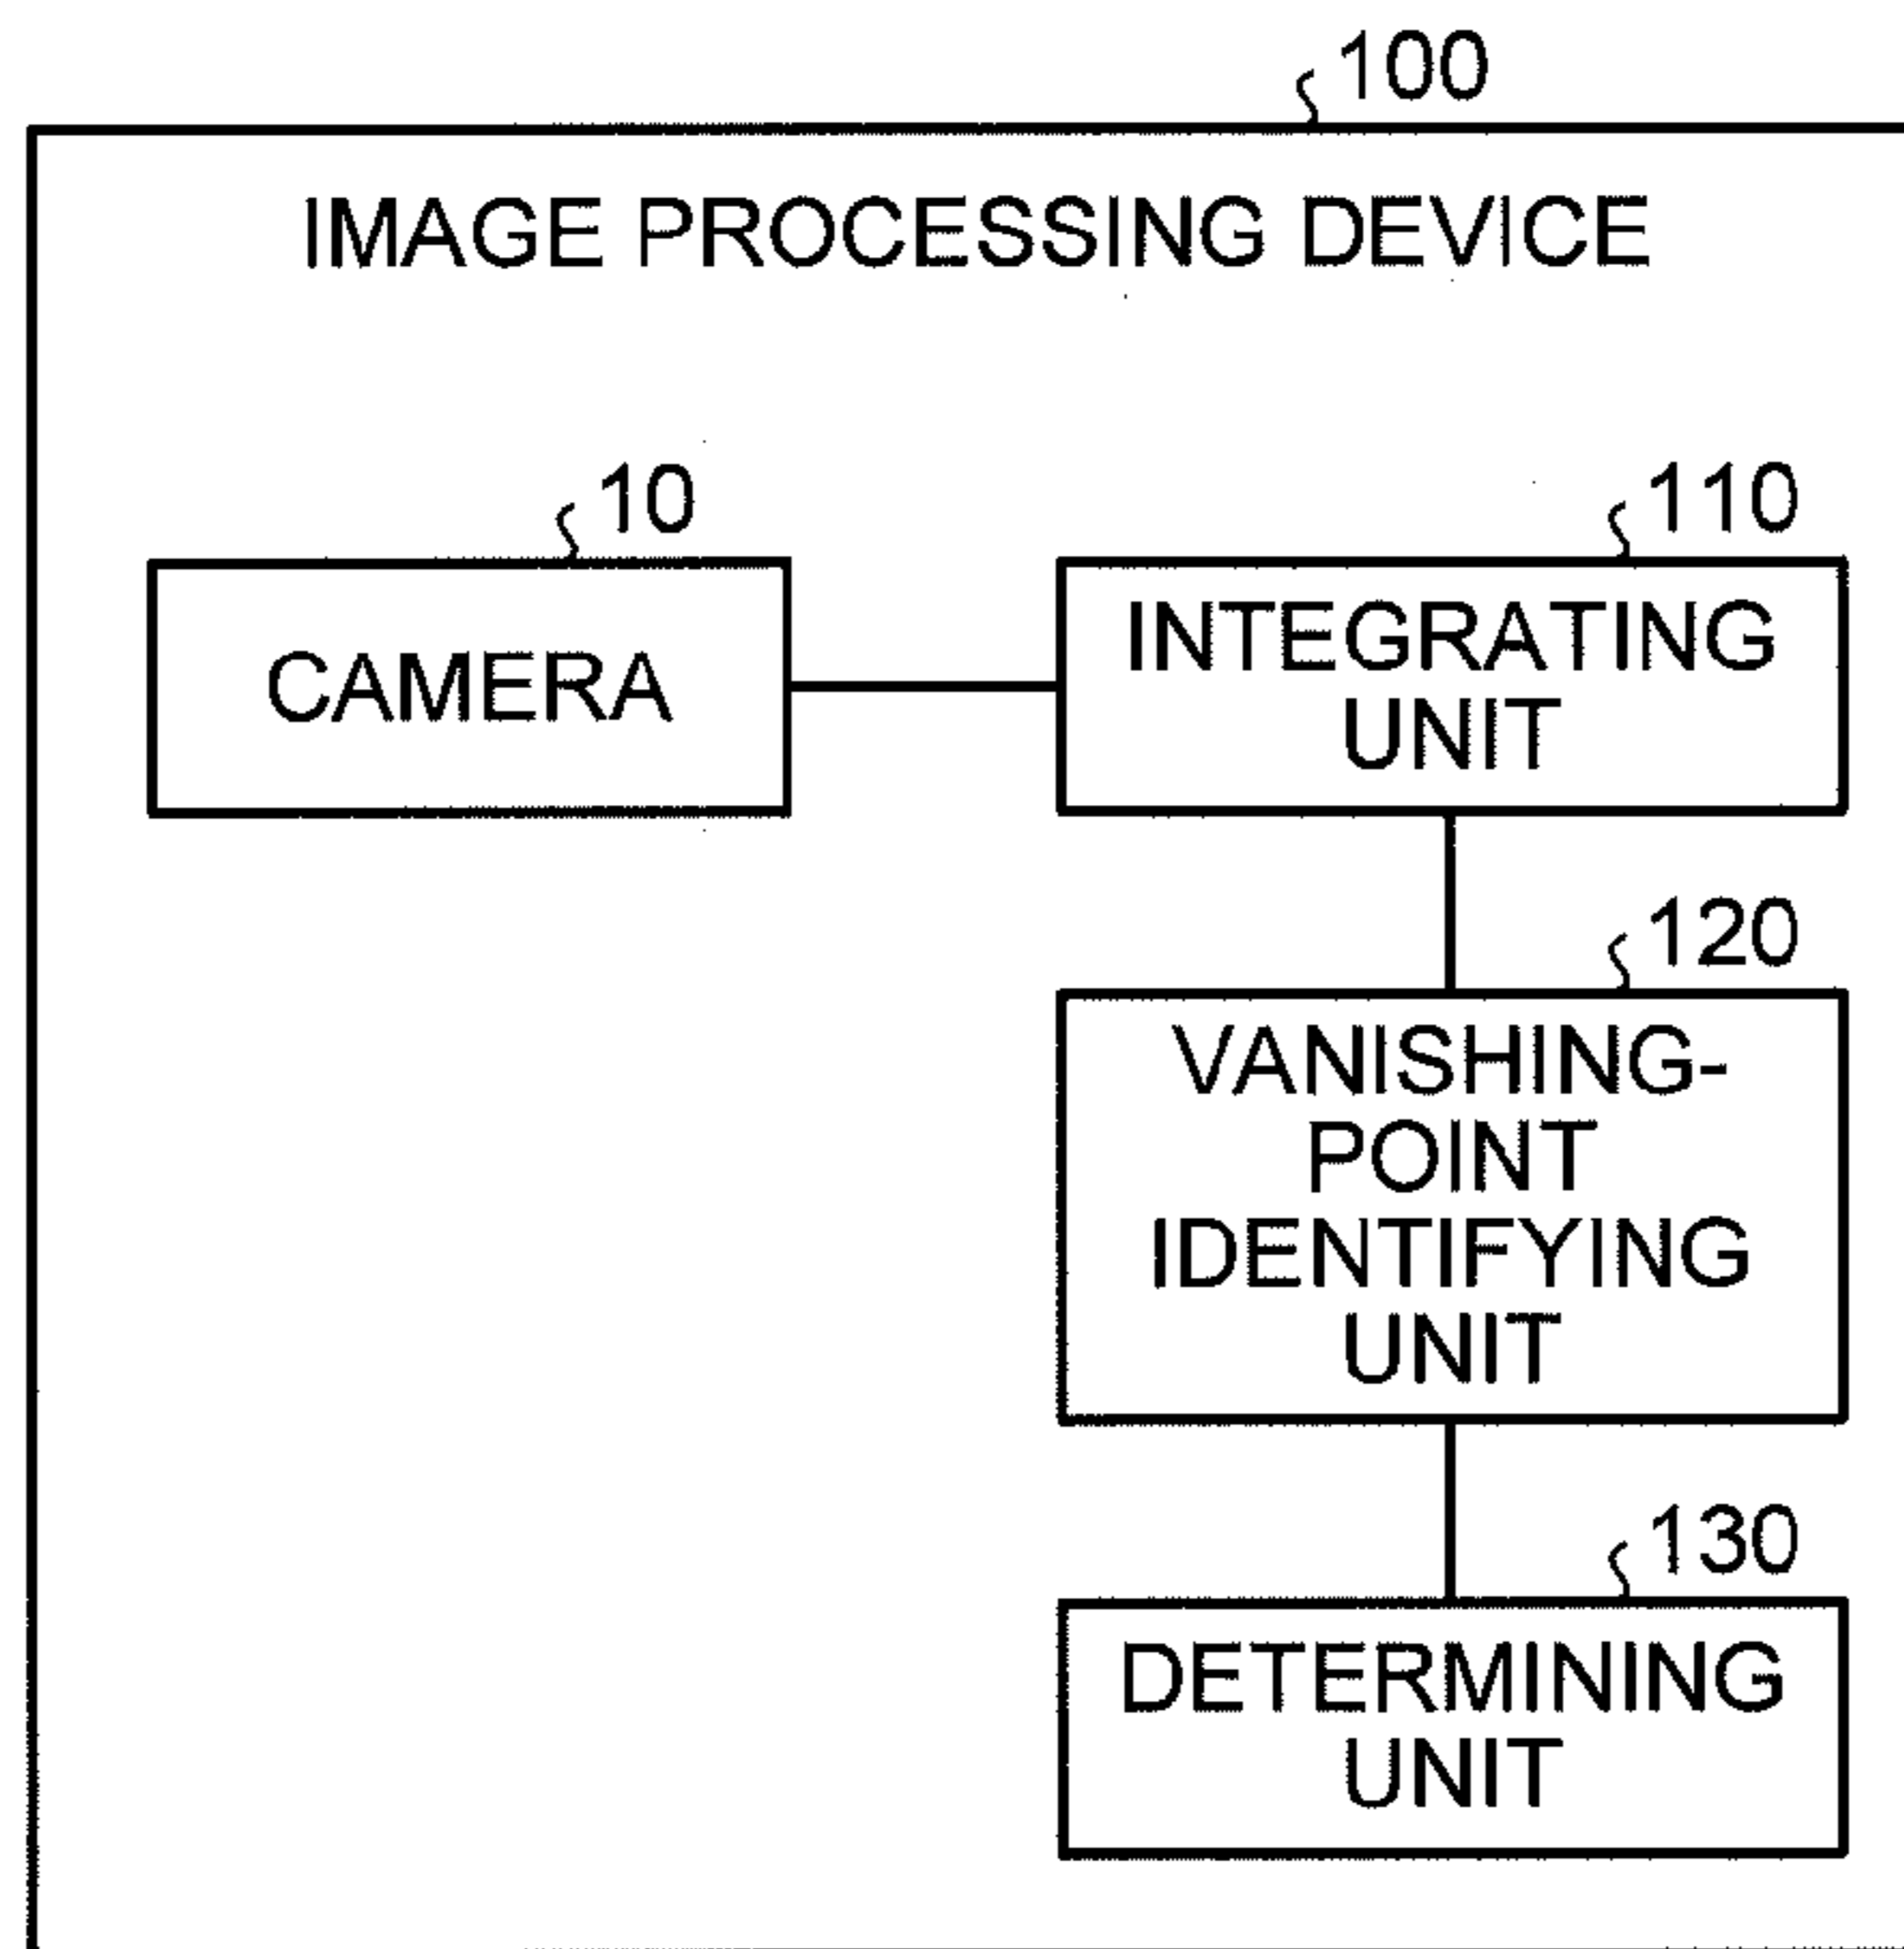 100
IMAGE PROCESSING DEVICE
10
110
CAMERA
INTEGRATING
UNIT
120
VANISHING-
POINT
IDENTIFYING
UNIT
130
DETERMINING
UNIT